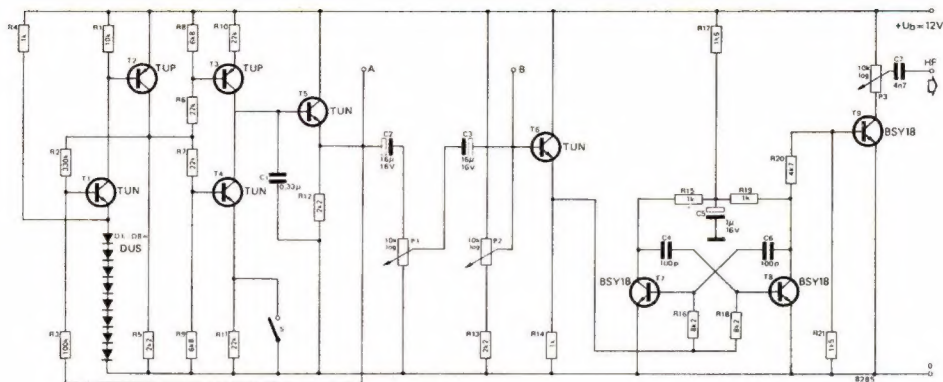 R4
1k
R1
10k
R8
6k8
R10
22k
T2
TUP
T3
TUP
R6
22k
R2
330k
T1
TUN
R7
22k
T4
TUN
T5
TUN
C1
0,33µ
R12
2k2
DUS
R3
100k
R5
2k2
R9
6k8
R11
22k
S
A
C2
16µ
16V
10k
log
P1
B
C3
16µ
16V
10k
log
P2
R13
2k2
T6
TUN
R14
1k
R17
1k6
R15
1k
R19
1k
C5
1µ
16V
C4
100p
C6
100p
BSY18
T7
R16
8k2
R18
8k2
T8
BSY18
R20
4k7
R21
1k5
T9
BSY18
10k
log
P3
C7
4n7
HF
+Ub=12V
0
8285